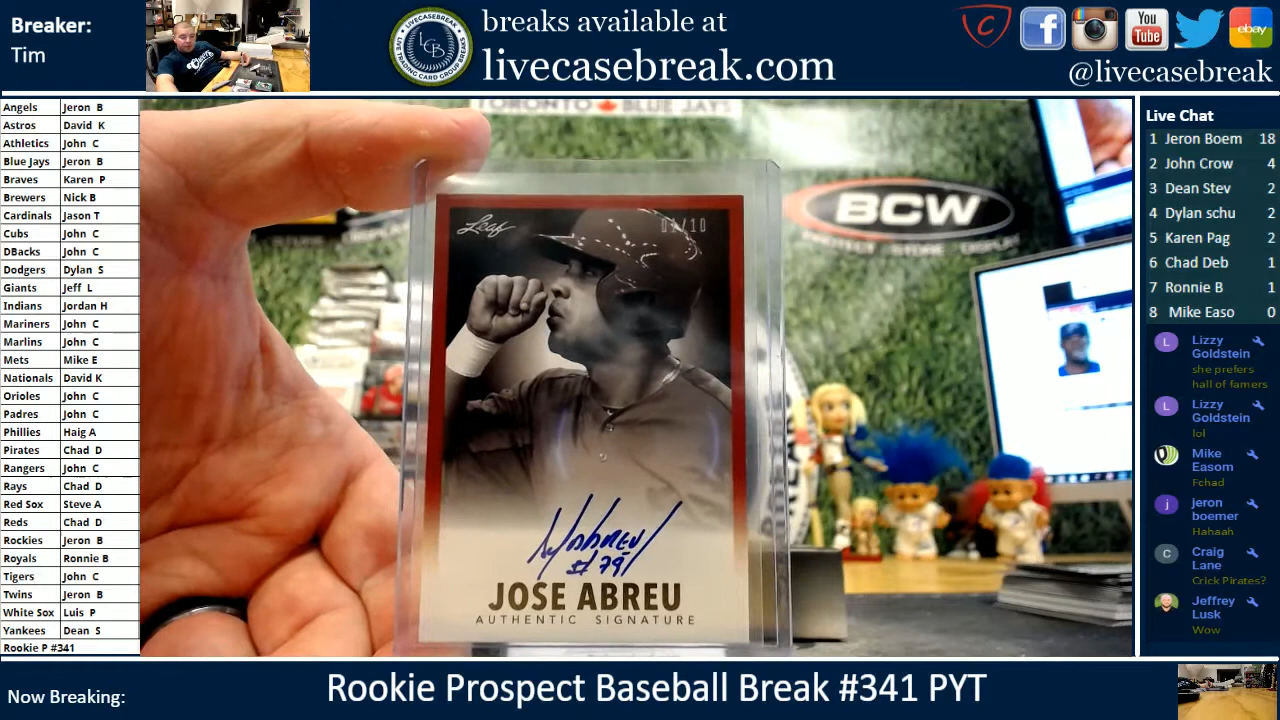 Breaker:
Tim
breaks available at
livecasebreak.com
@livecasebreak
You
Tube
ebay
LCB
Angels Jeron B
Astros David K
Athletics John C
Blue Jays Jeron B
Braves Karen P
Brewers Nick B
Cardinals Jason T
Cubs John C
DBacks John C
Dodgers Dylan S
Giants Jeff L
Indians Jordan H
Mariners John C
Marlins John C
Mets Mike E
Nationals David K
Orioles John C
Padres John C
Phillies Haig A
Pirates Chad D
Rangers John C
Rays Chad D
Red Sox Steve A
Reds Chad D
Rockies Jeron B
Royals Ronnie B
Tigers John C
Twins Jeron B
White Sox Luis P
Yankees Dean S
Rookie P #341
TORONTO BLUE JAYS
BCW
Leaf
01/10
#79
JOSE ABREU
AUTHENTIC SIGNATURE
Live Chat
1 Jeron Boem 18
2 John Crow 4
3 Dean Stev 2
4 Dylan schu 2
5 Karen Pag 2
6 Chad Deb 1
7 Ronnie B 1
8 Mike Easo 0
L Lizzy
Goldstein
she prefers
hall of famers
L Lizzy
Goldstein
lol
Mike
Easom
Fchad
j jeron
boemer
Hahaah
C Craig
Lane
Crick Pirates?
Jeffrey
Lusk
Wow
Now Breaking:
Rookie Prospect Baseball Break #341 PYT